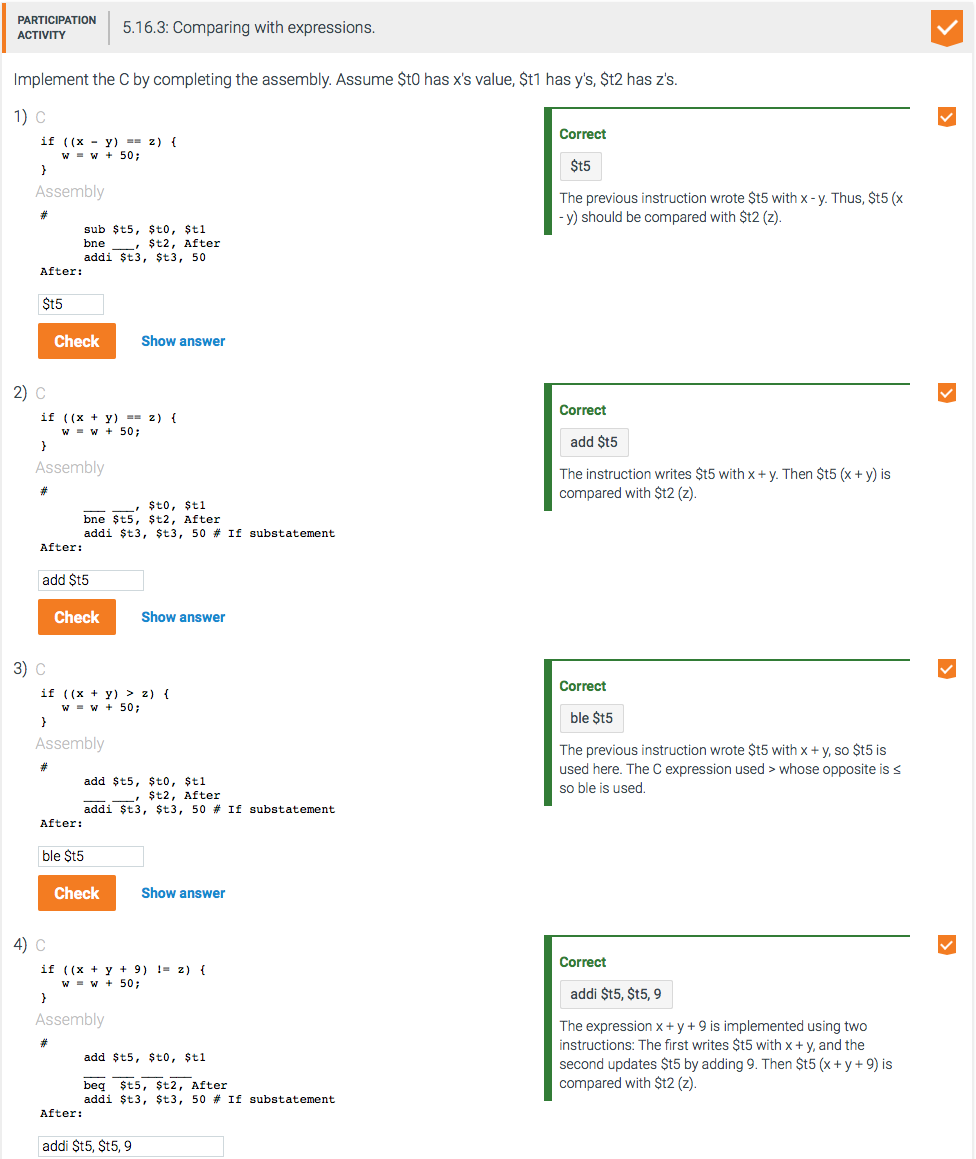 PARTICIPATION
ACTIVITY
5.16.3: Comparing with expressions.
Implement the C by completing the assembly. Assume $t0 has x's value, $t1 has y's, $t2 has z's.
1) C
if ((x - y) == z) {
w = w + 50;
}
Assembly
#
sub $t5, $t0, $t1
bne ___, $t2, After
addi $t3, $t3, 50
After:
$t5
Check Show answer
Correct
$t5
The previous instruction wrote $t5 with x - y. Thus, $t5 (x
- y) should be compared with $t2 (z).
2) C
if ((x + y) == z) {
w = w + 50;
}
Assembly
#
___ ___, $t0, $t1
bne $t5, $t2, After
addi $t3, $t3, 50 # If substatement
After:
add $t5
Check Show answer
Correct
add $t5
The instruction writes $t5 with x + y. Then $t5 (x + y) is
compared with $t2 (z).
3) C
if ((x + y) > z) {
w = w + 50;
}
Assembly
#
add $t5, $t0, $t1
___ ___, $t2, After
addi $t3, $t3, 50 # If substatement
After:
ble $t5
Check Show answer
Correct
ble $t5
The previous instruction wrote $t5 with x + y, so $t5 is
used here. The C expression used > whose opposite is ≤
so ble is used.
4) C
if ((x + y + 9) != z) {
w = w + 50;
}
Assembly
#
add $t5, $t0, $t1
___ ___ ___ ___
beq $t5, $t2, After
addi $t3, $t3, 50 # If substatement
After:
addi $t5, $t5, 9
Correct
addi $t5, $t5, 9
The expression x + y + 9 is implemented using two
instructions: The first writes $t5 with x + y, and the
second updates $t5 by adding 9. Then $t5 (x + y + 9) is
compared with $t2 (z).